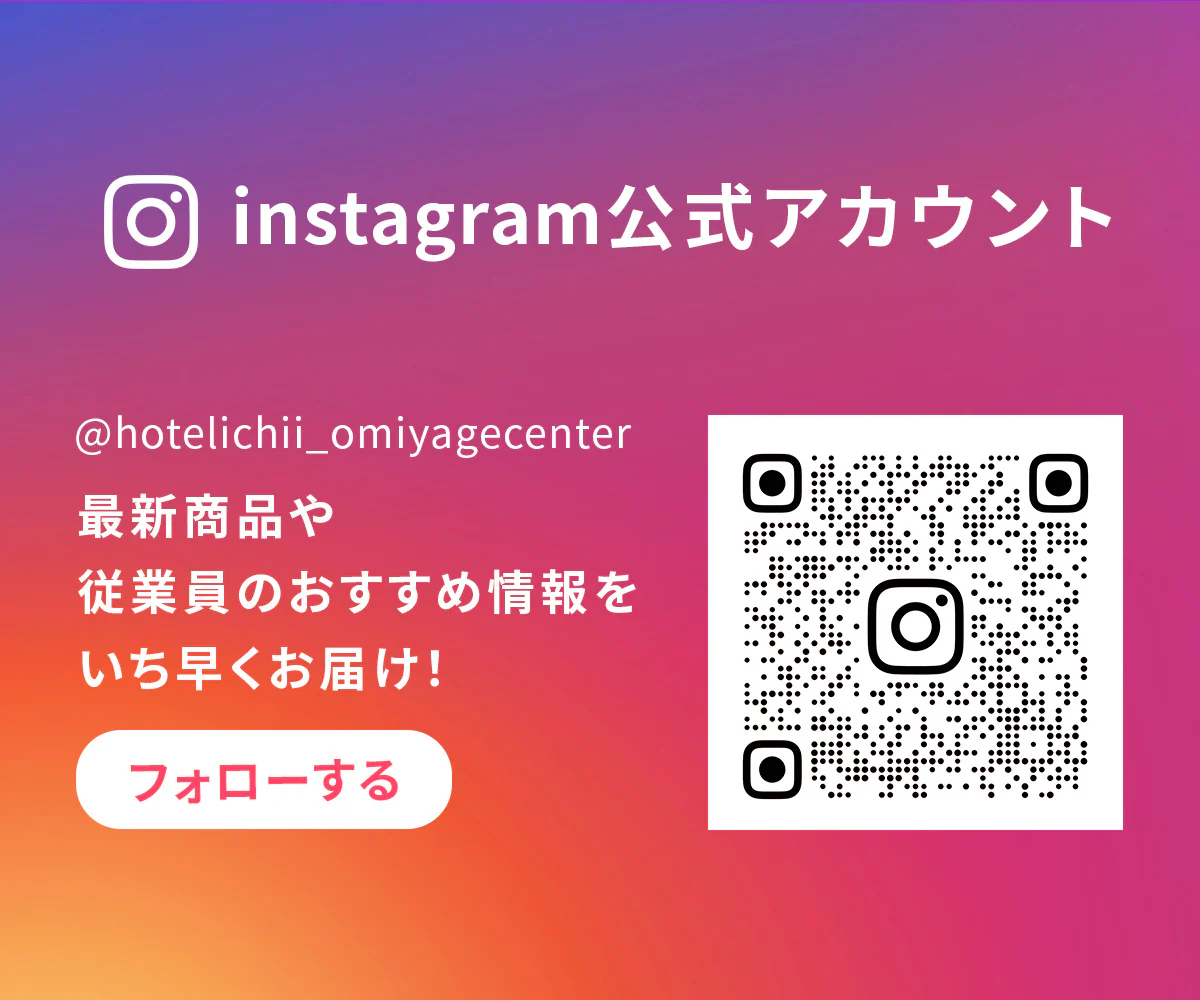 instagram公式アカウント
@hotelichii_omiyagecenter
最新商品や
従業員のおすすめ情報を
いち早くお届け!
フォローする